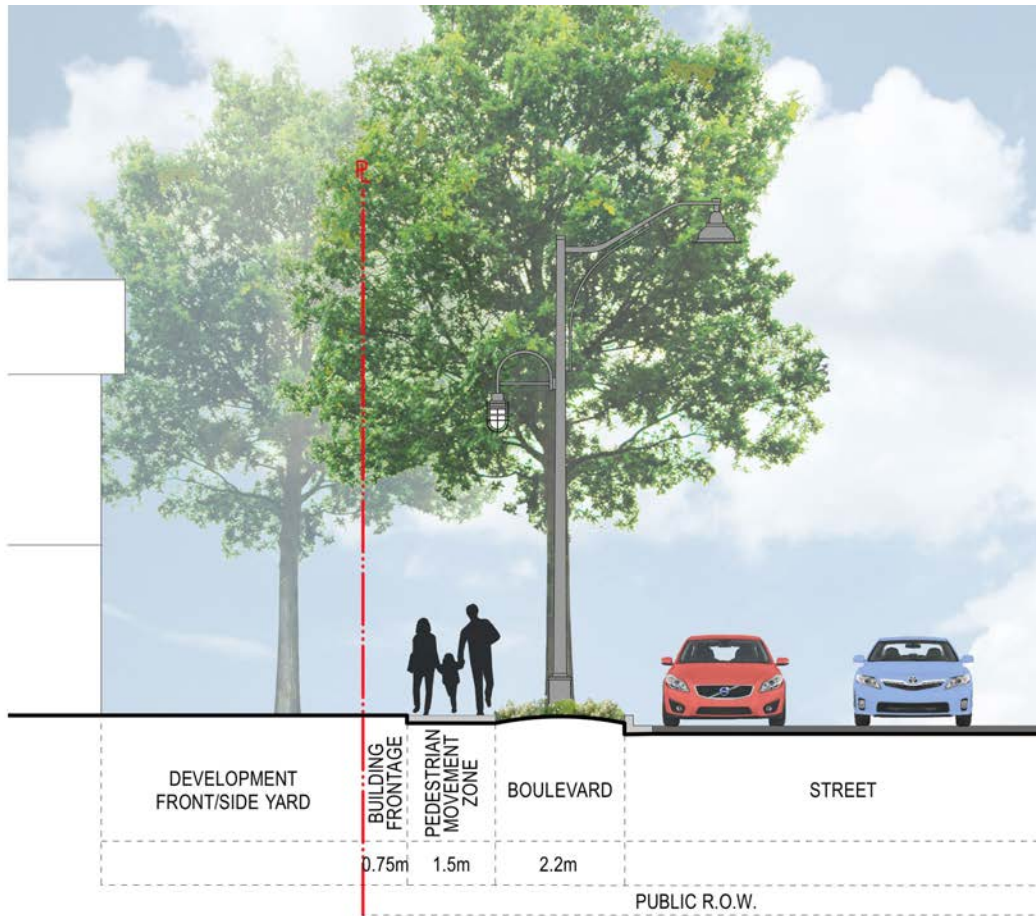 PL
DEVELOPMENT
FRONT/SIDE YARD
BUILDING
FRONTAGE
PEDESTRIAN
MOVEMENT
ZONE
BOULEVARD
STREET
0.75m
1.5m
2.2m
PUBLIC R.O.W.